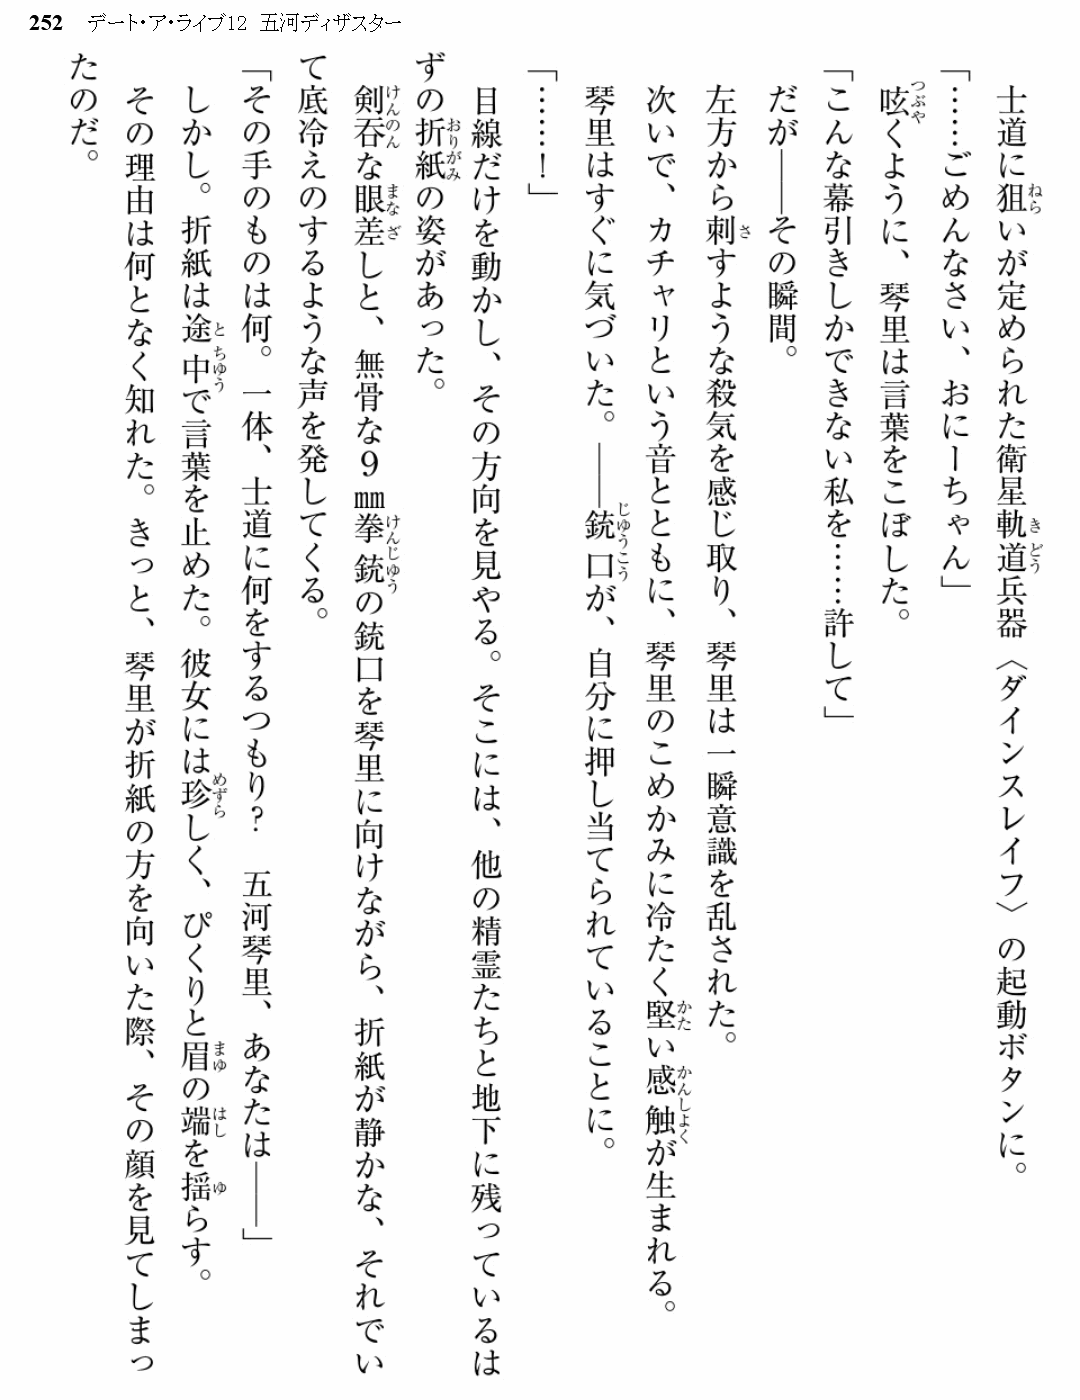 252 デート・ア・ライブ12 五河ディザスター
士道に狙いが定められた衛星軌道兵器〈ダインスレイフ〉の起動ボタンに。
「……ごめんなさい、おにーちゃん」
呟くように、琴里は言葉をこぼした。
「こんな幕引きしかできない私を……許して」
だが――その瞬間。
左方から刺すような殺気を感じ取り、琴里は一瞬意識を乱された。
次いで、カチャリという音とともに、琴里のこめかみに冷たく堅い感触が生まれる。
琴里はすぐに気づいた。――銃口が、自分に押し当てられていることに。
「……！」
目線だけを動かし、その方向を見やる。そこには、他の精霊たちと地下に残っているは
ずの折紙の姿があった。
剣呑な眼差しと、無骨な９㎜拳銃の銃口を琴里に向けながら、折紙が静かな、それでい
て底冷えのするような声を発してくる。
「その手のものは何。一体、士道に何をするつもり？　五河琴里、あなたは――」
しかし。折紙は途中で言葉を止めた。彼女には珍しく、ぴくりと眉の端を揺らす。
その理由は何となく知れた。きっと、琴里が折紙の方を向いた際、その顔を見てしまっ
たのだ。